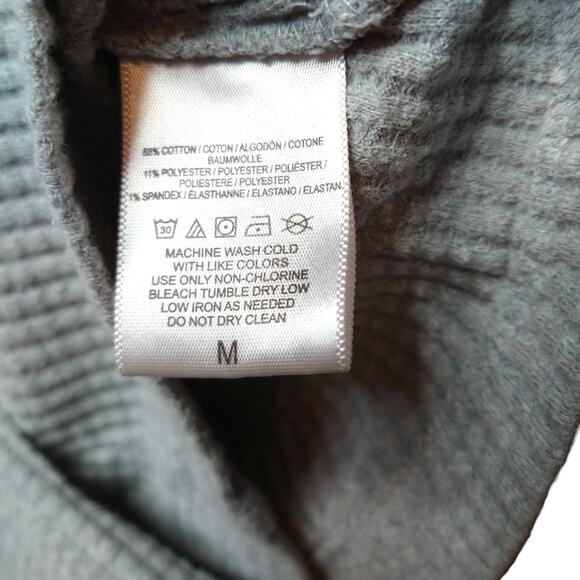 88% COTTON / COTON / ALGODÓN / COTONE
BAUMWOLLE
11% POLYESTER / POLYESTER / POLIÉSTER /
POLIESTERE / POLYESTER
1% SPANDEX / ÉLASTHANNE / ELASTANO / ELASTAN
30
MACHINE WASH COLD
WITH LIKE COLORS
USE ONLY NON-CHLORINE
BLEACH TUMBLE DRY LOW
LOW IRON AS NEEDED
DO NOT DRY CLEAN
M